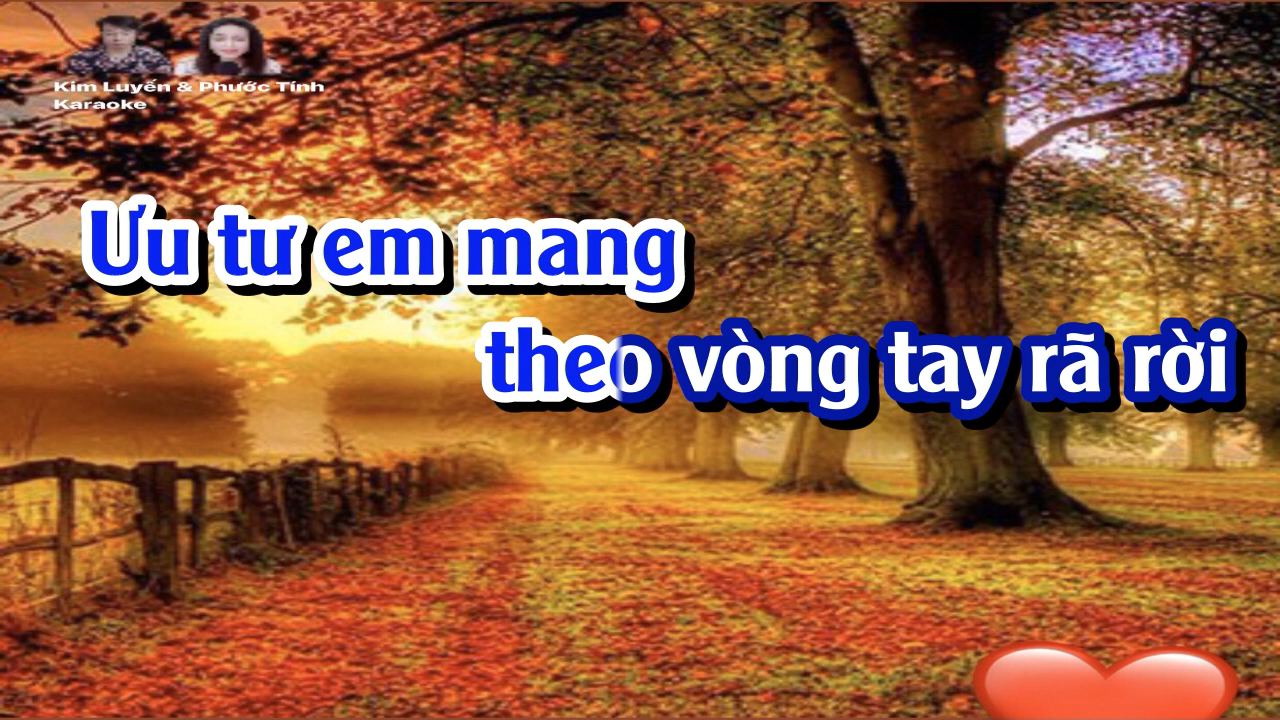 Kim Luyến & Phước Tính
Karaoke
Ưu tư em mang
theo vòng tay rã rời